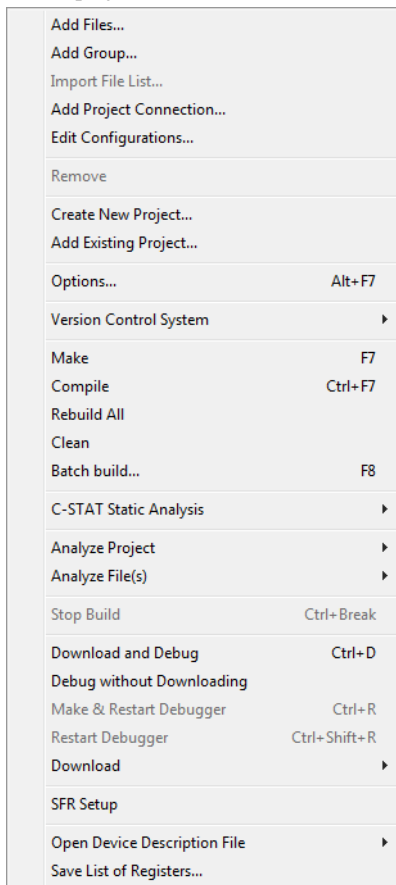 Add Files...
Add Group...
Import File List...
Add Project Connection...
Edit Configurations...
Remove
Create New Project...
Add Existing Project...
Options... Alt+F7
Version Control System
Make F7
Compile Ctrl+F7
Rebuild All
Clean
Batch build... F8
C-STAT Static Analysis
Analyze Project
Analyze File(s)
Stop Build Ctrl+Break
Download and Debug Ctrl+D
Debug without Downloading
Make & Restart Debugger Ctrl+R
Restart Debugger Ctrl+Shift+R
Download
SFR Setup
Open Device Description File
Save List of Registers...